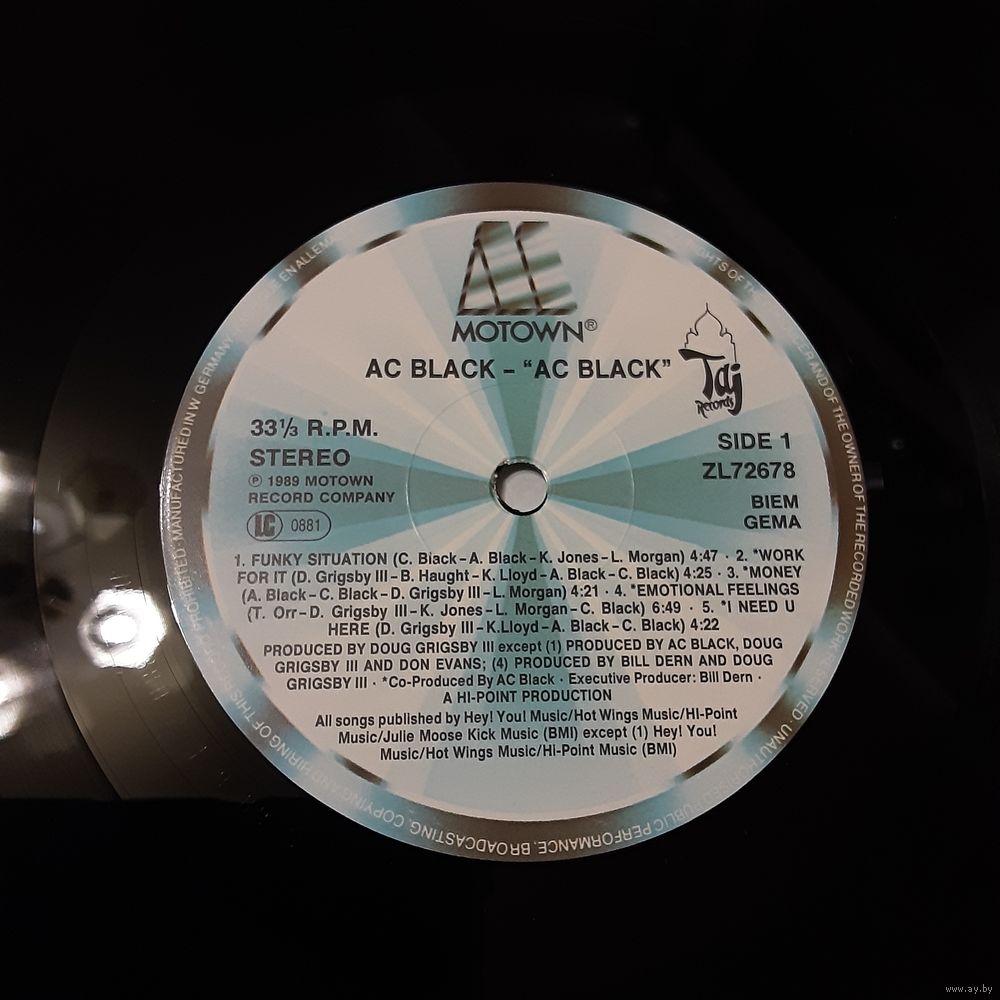 MOTOWN®
AC BLACK – “AC BLACK”
Taj
Records
33⅓ R.P.M.
STEREO
℗ 1989 MOTOWN
RECORD COMPANY
LC 0881
SIDE 1
ZL72678
BIEM
GEMA
1. FUNKY SITUATION (C. Black – A. Black – K. Jones – L. Morgan) 4:47 · 2. *WORK
FOR IT (D. Grigsby III – B. Haught – K. Lloyd – A. Black – C. Black) 4:25 · 3. *MONEY
(A. Black – C. Black – D. Grigsby III – L. Morgan) 4:21 · 4. *EMOTIONAL FEELINGS
(T. Orr – D. Grigsby III – K. Jones – L. Morgan – C. Black) 6:49 · 5. *I NEED U
HERE (D. Grigsby III – K.Lloyd – A. Black – C. Black) 4:22
PRODUCED BY DOUG GRIGSBY III except (1) PRODUCED BY AC BLACK, DOUG
GRIGSBY III AND DON EVANS; (4) PRODUCED BY BILL DERN AND DOUG
GRIGSBY III · *Co-Produced By AC Black · Executive Producer: Bill Dern ·
A HI-POINT PRODUCTION
All songs published by Hey! You! Music/Hot Wings Music/HI-Point
Music/Julie Moose Kick Music (BMI) except (1) Hey! You!
Music/Hot Wings Music/Hi-Point Music (BMI)
MANUFACTURED IN W GERMANY
OWNER OF THE RECORDED WORK
PUBLIC PERFORMANCE. BROADCASTING. COPYING AND HIRING OF THIS
PROHIBITED
www.ay.by